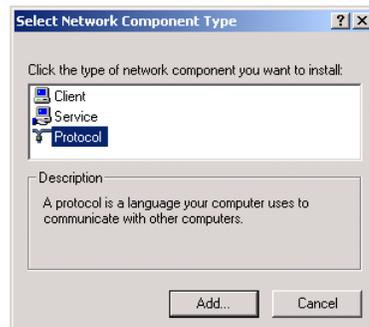 Select Network Component Type
?
Click the type of network component you want to install:
Client
Service
Protocol
Description
A protocol is a language your computer uses to
communicate with other computers.
Add...
Cancel